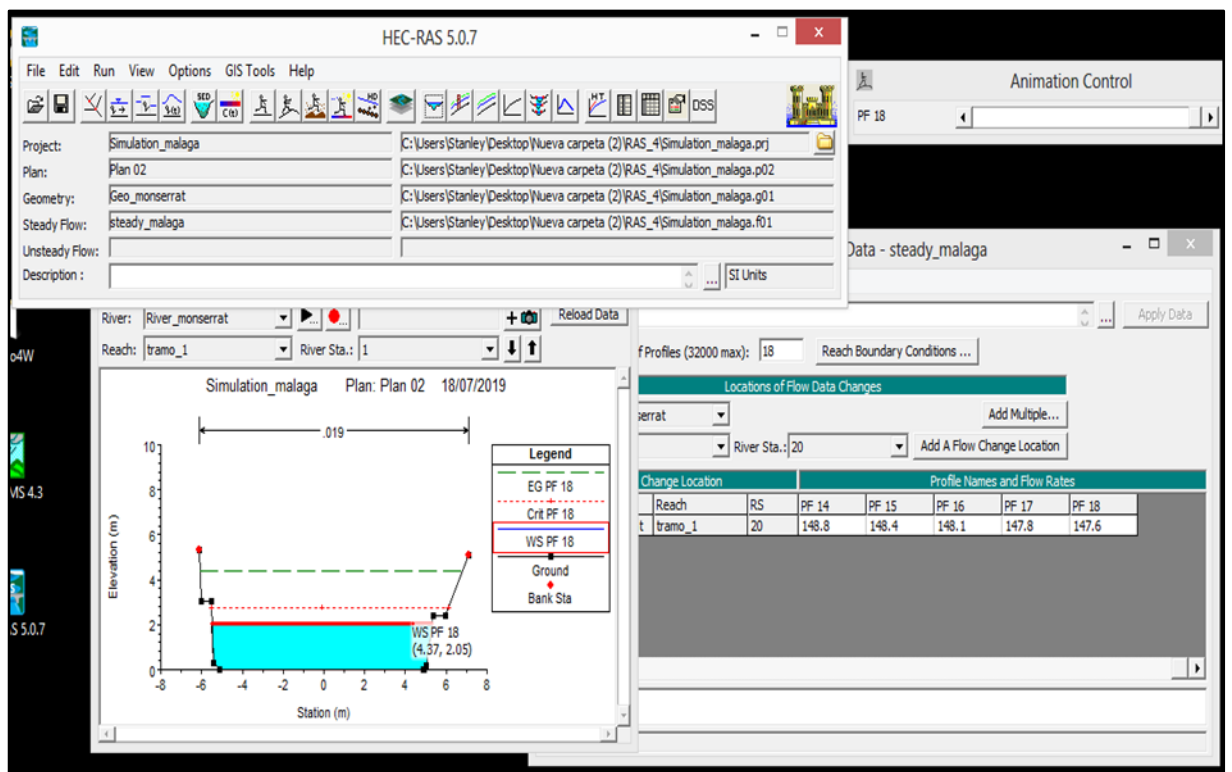 HEC-RAS 5.0.7
File Edit Run View Options GIS Tools Help
SED
C(t)
HD
H.T.
DSS
Project: Simulation_malaga C:\Users\Stanley\Desktop\Nueva carpeta (2)\RAS_4\Simulation_malaga.prj
Plan: Plan 02 C:\Users\Stanley\Desktop\Nueva carpeta (2)\RAS_4\Simulation_malaga.p02
Geometry: Geo_monserrat C:\Users\Stanley\Desktop\Nueva carpeta (2)\RAS_4\Simulation_malaga.g01
Steady Flow: steady_malaga C:\Users\Stanley\Desktop\Nueva carpeta (2)\RAS_4\Simulation_malaga.f01
Unsteady Flow:
Description : ... SI Units
Animation Control
PF 18
River: River_monserrat Reload Data
Reach: tramo_1 River Sta.: 1
Simulation_malaga Plan: Plan 02 18/07/2019
.019
Elevation (m)
10
8
6
4
2
0
-8 -6 -4 -2 0 2 4 6 8
Station (m)
WS PF 18
(4.37, 2.05)
Legend
EG PF 18
Crit PF 18
WS PF 18
Ground
Bank Sta
Data - steady_malaga
... Apply Data
f Profiles (32000 max): 18 Reach Boundary Conditions ...
Locations of Flow Data Changes
serrat Add Multiple...
River Sta.: 20 Add A Flow Change Location
Change Location Profile Names and Flow Rates
Reach RS PF 14 PF 15 PF 16 PF 17 PF 18
t tramo_1 20 148.8 148.4 148.1 147.8 147.6
o4W
MS 4.3
S 5.0.7